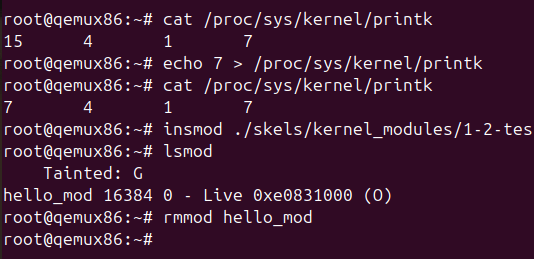 root@qemux86:~# cat /proc/sys/kernel/printk
15      4       1       7
root@qemux86:~# echo 7 > /proc/sys/kernel/printk
root@qemux86:~# cat /proc/sys/kernel/printk
7       4       1       7
root@qemux86:~# insmod ./skels/kernel_modules/1-2-tes
root@qemux86:~# lsmod
    Tainted: G
hello_mod 16384 0 - Live 0xe0831000 (O)
root@qemux86:~# rmmod hello_mod
root@qemux86:~#